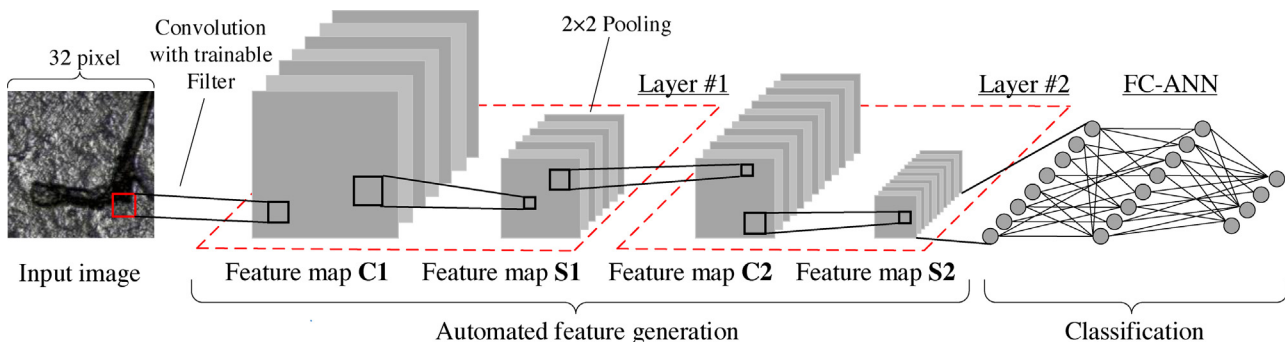 32 pixel
Convolution
with trainable
Filter
2×2 Pooling
Layer #1
Layer #2
FC-ANN
Input image
Feature map C1
Feature map S1
Feature map C2
Feature map S2
Automated feature generation
Classification